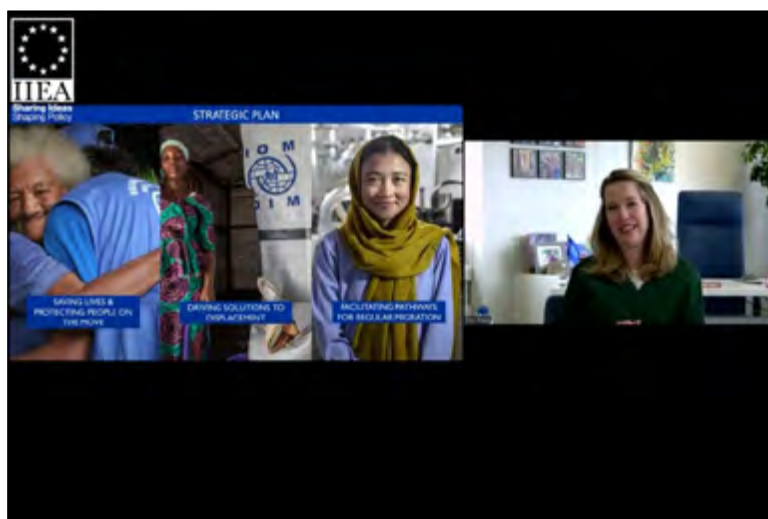 IIEA
Sharing Ideas
Shaping Policy
STRATEGIC PLAN
IOM
OIM
SAVING LIVES &
PROTECTING PEOPLE ON
THE MOVE
DRIVING SOLUTIONS TO
DISPLACEMENT
FACILITATING PATHWAYS
FOR REGULAR MIGRATION